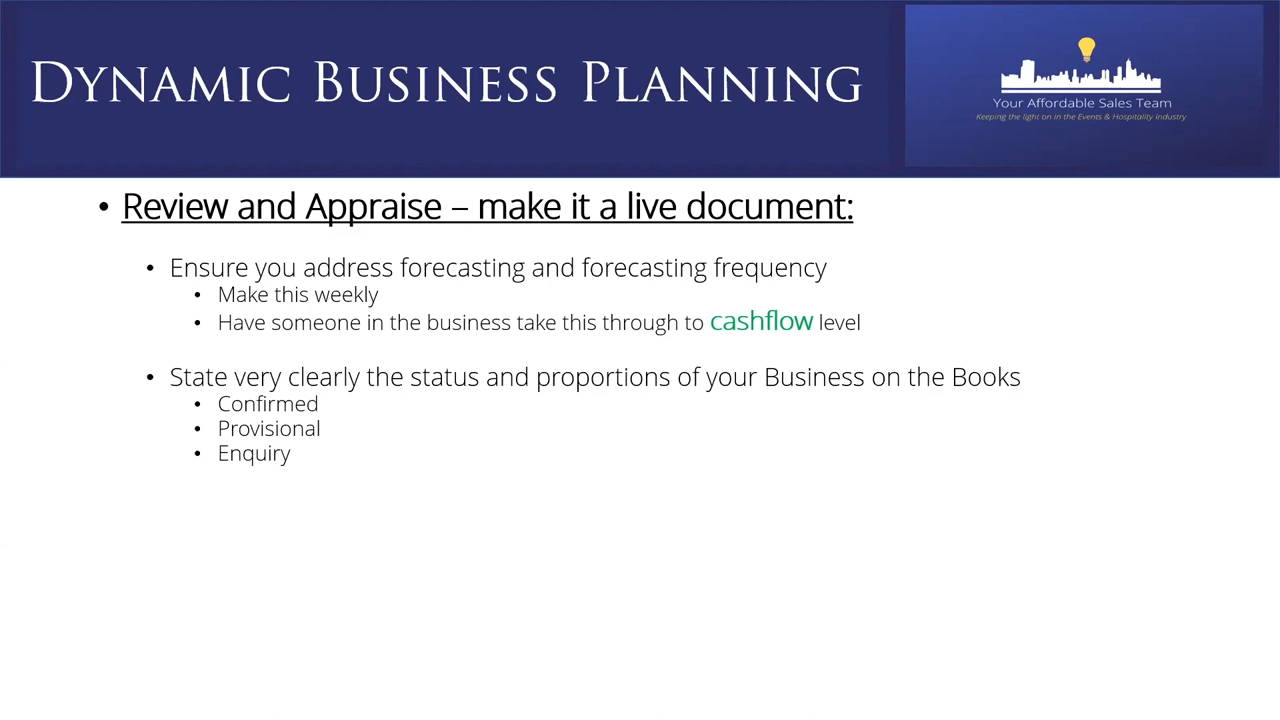 Dynamic Business Planning
Your Affordable Sales Team
Keeping the light on in the Events & Hospitality Industry
• Review and Appraise – make it a live document:
• Ensure you address forecasting and forecasting frequency
• Make this weekly
• Have someone in the business take this through to cashflow level
• State very clearly the status and proportions of your Business on the Books
• Confirmed
• Provisional
• Enquiry